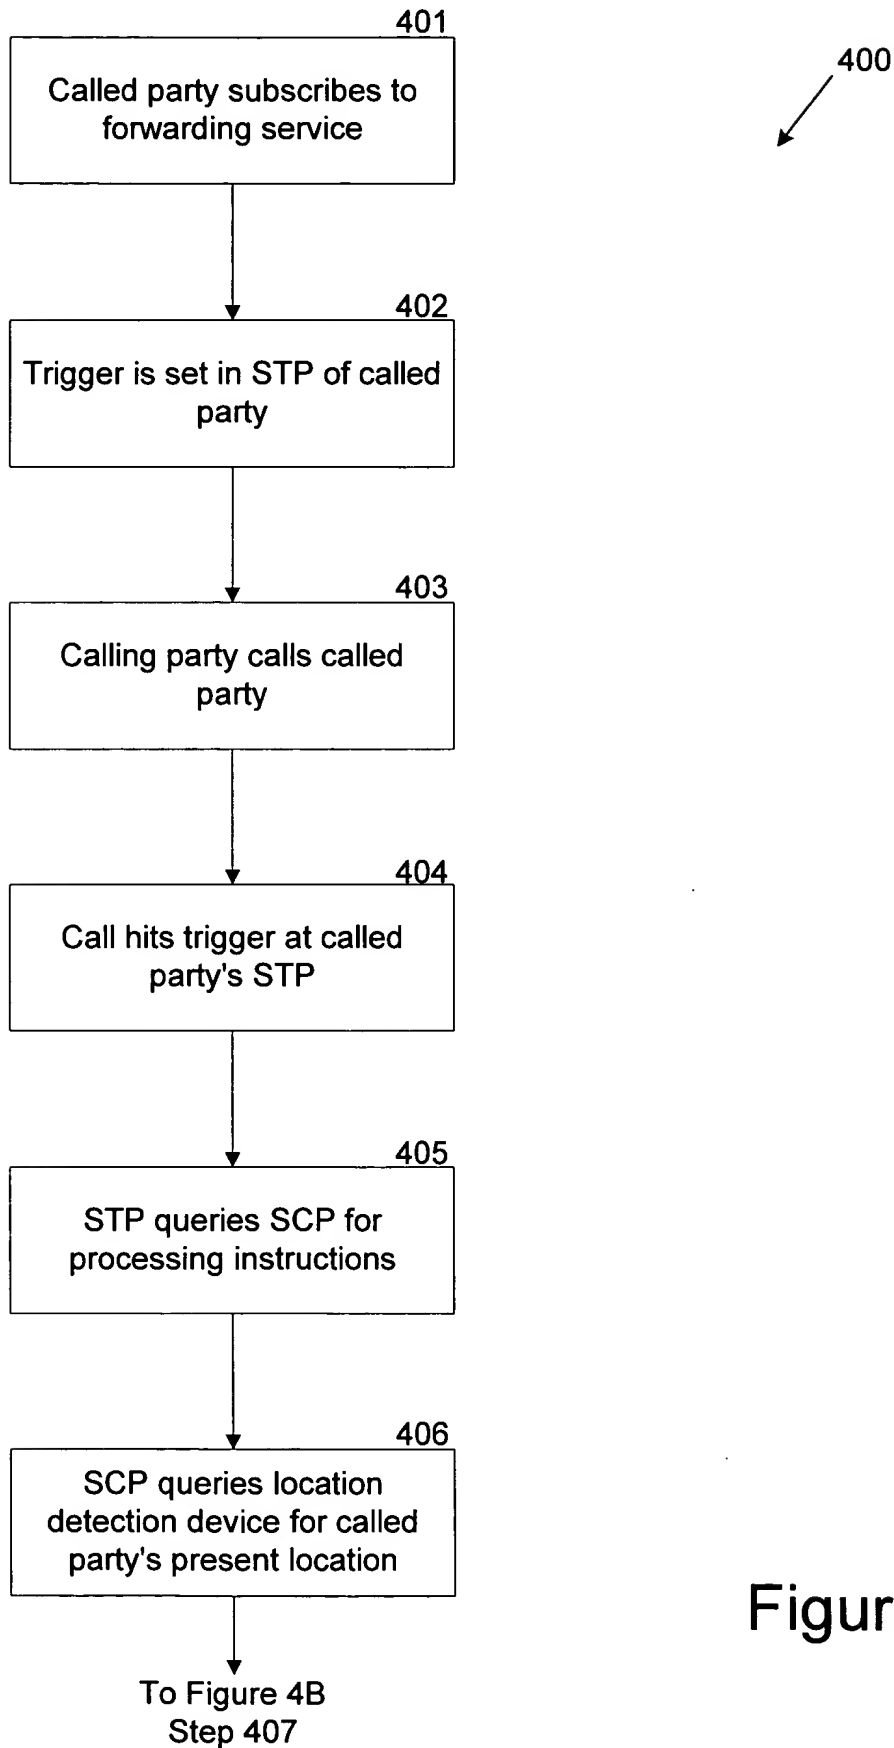 401
400
Called party subscribes to
forwarding service
402
Trigger is set in STP of called
party
403
Calling party calls called
party
404
Call hits trigger at called
party's STP
405
STP queries SCP for
processing instructions
406
SCP queries location
detection device for called
party's present location
Figur
To Figure 4B
Step 407